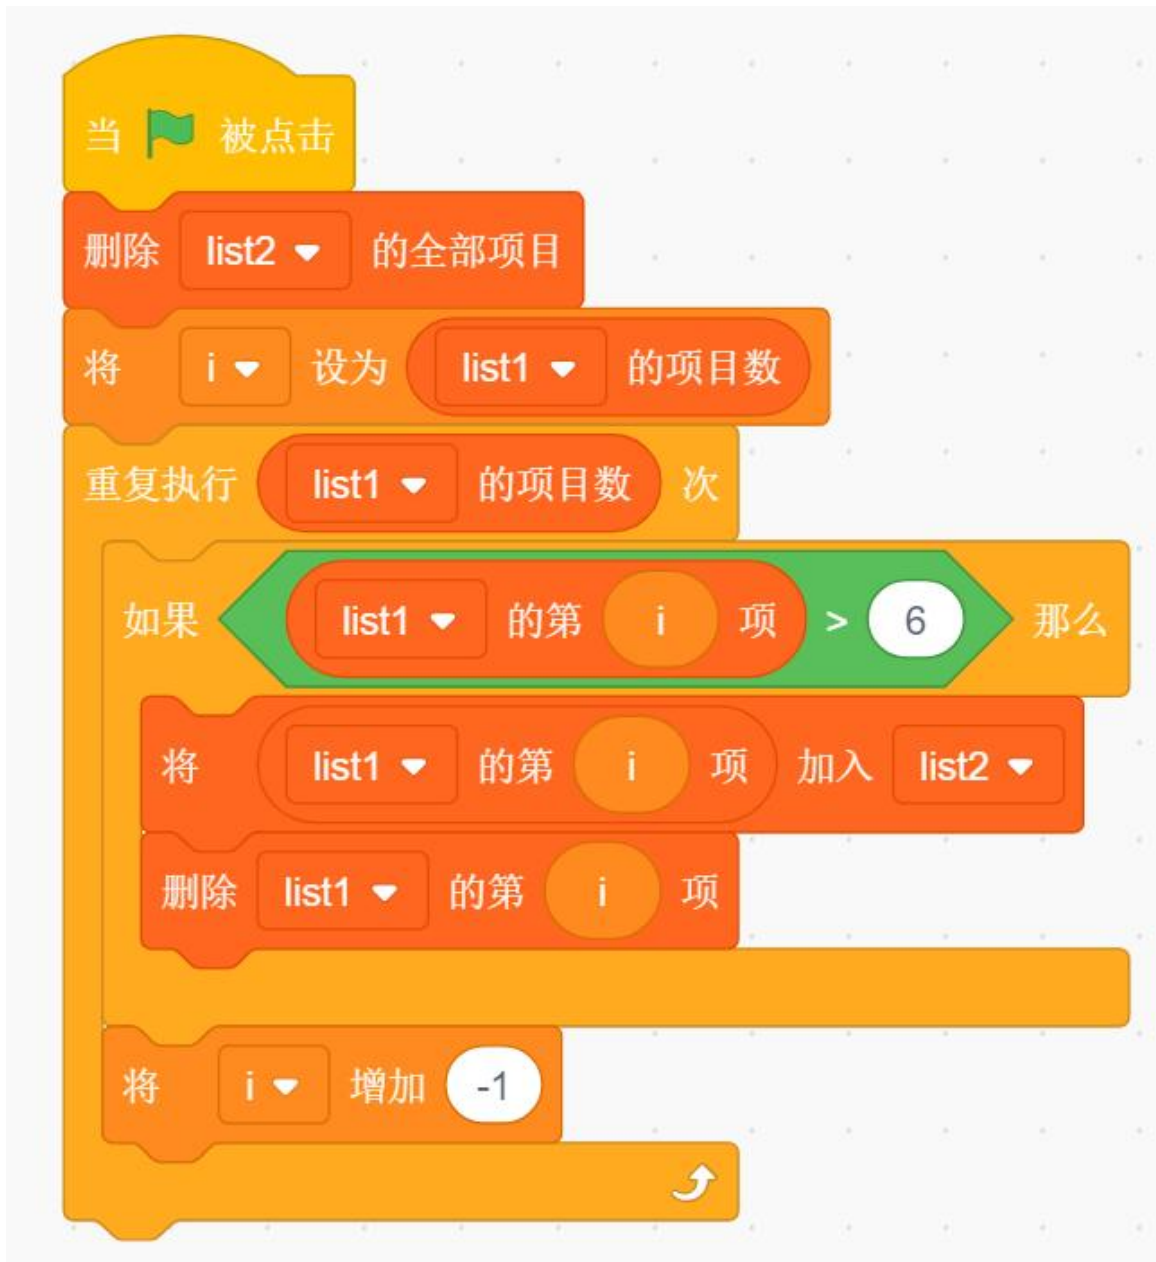 当 被点击
删除 list2 的全部项目
将 i 设为 list1 的项目数
重复执行 list1 的项目数 次
如果 list1 的第 i 项 > 6 那么
将 list1 的第 i 项 加入 list2
删除 list1 的第 i 项
将 i 增加 -1